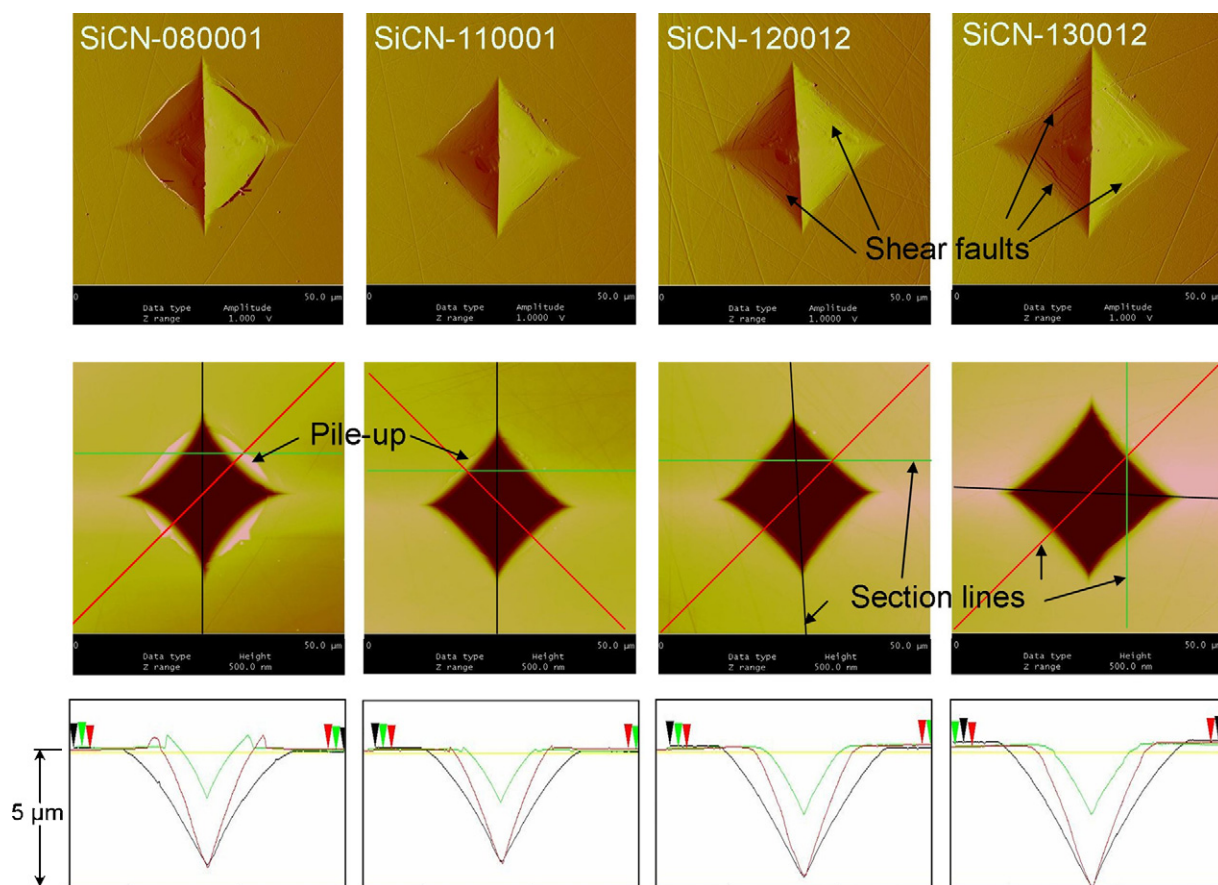 SiCN-080001 SiCN-110001 SiCN-120012 SiCN-130012
Shear faults
0 50.0 µm 0 50.0 µm 0 50.0 µm 0 50.0 µm
Data type Amplitude Data type Amplitude Data type Amplitude Data type Amplitude
Z range 1.000 V Z range 1.0000 V Z range 1.0000 V Z range 1.000 V
Pile-up
Section lines
0 50.0 µm 0 50.0 µm 0 50.0 µm 0 50.0 µm
Data type Height Data type Height Data type Height Data type Height
Z range 500.0 nm Z range 500.0 nm Z range 500.0 nm Z range 500.0 nm
5 µm